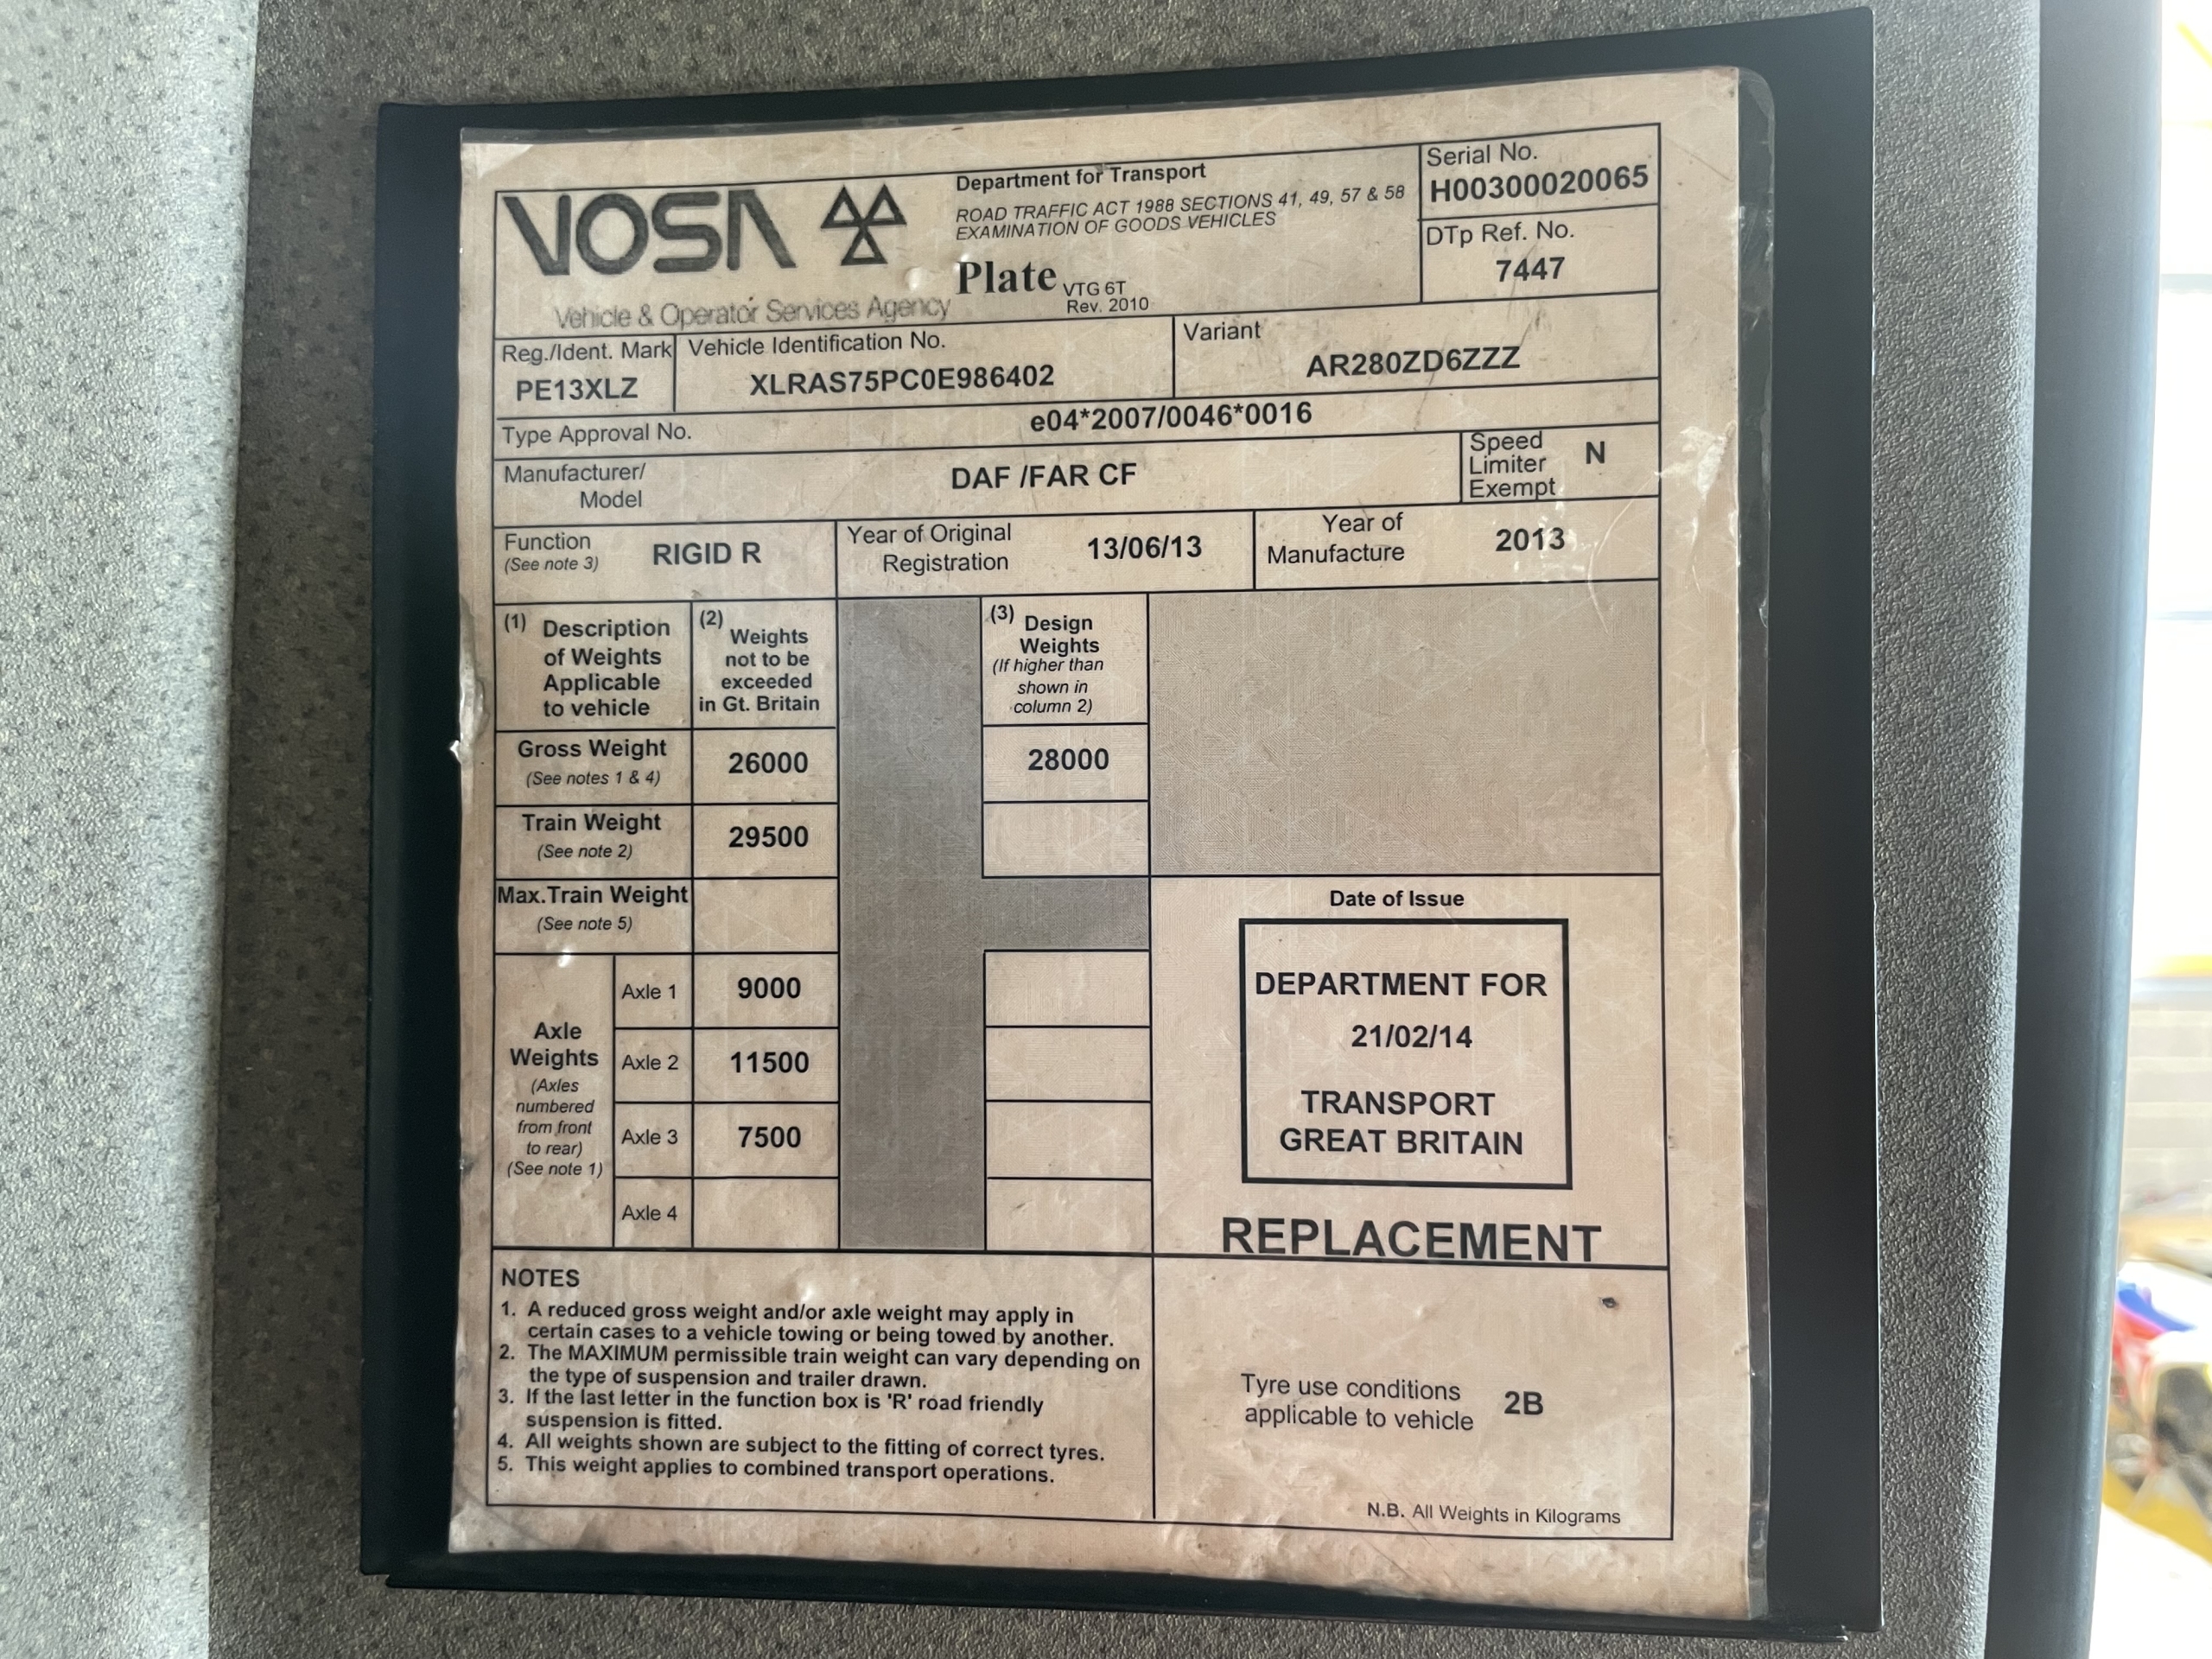 VOSA
Vehicle & Operator Services Agency
Department for Transport
ROAD TRAFFIC ACT 1988 SECTIONS 41, 49, 57 & 58
EXAMINATION OF GOODS VEHICLES
Plate VTG 6T
Rev. 2010
Serial No.
H00300020065
DTp Ref. No.
7447
Reg./Ident. Mark
PE13XLZ
Vehicle Identification No.
XLRAS75PC0E986402
Variant
AR280ZD6ZZZ
Type Approval No.
e04*2007/0046*0016
Manufacturer/
Model
DAF /FAR CF
Speed
Limiter
Exempt
N
Function
(See note 3)
RIGID R
Year of Original
Registration
13/06/13
Year of
Manufacture
2013
(1) Description
of Weights
Applicable
to vehicle
(2) Weights
not to be
exceeded
in Gt. Britain
(3) Design
Weights
(If higher than
shown in
column 2)
Gross Weight
(See notes 1 & 4)
26000
28000
Train Weight
(See note 2)
29500
Max.Train Weight
(See note 5)
Axle
Weights
(Axles
numbered
from front
to rear)
(See note 1)
Axle 1 9000
Axle 2 11500
Axle 3 7500
Axle 4
Date of Issue
DEPARTMENT FOR
21/02/14
TRANSPORT
GREAT BRITAIN
REPLACEMENT
NOTES
1. A reduced gross weight and/or axle weight may apply in
certain cases to a vehicle towing or being towed by another.
2. The MAXIMUM permissible train weight can vary depending on
the type of suspension and trailer drawn.
3. If the last letter in the function box is 'R' road friendly
suspension is fitted.
4. All weights shown are subject to the fitting of correct tyres.
5. This weight applies to combined transport operations.
Tyre use conditions
applicable to vehicle
2B
N.B. All Weights in Kilograms